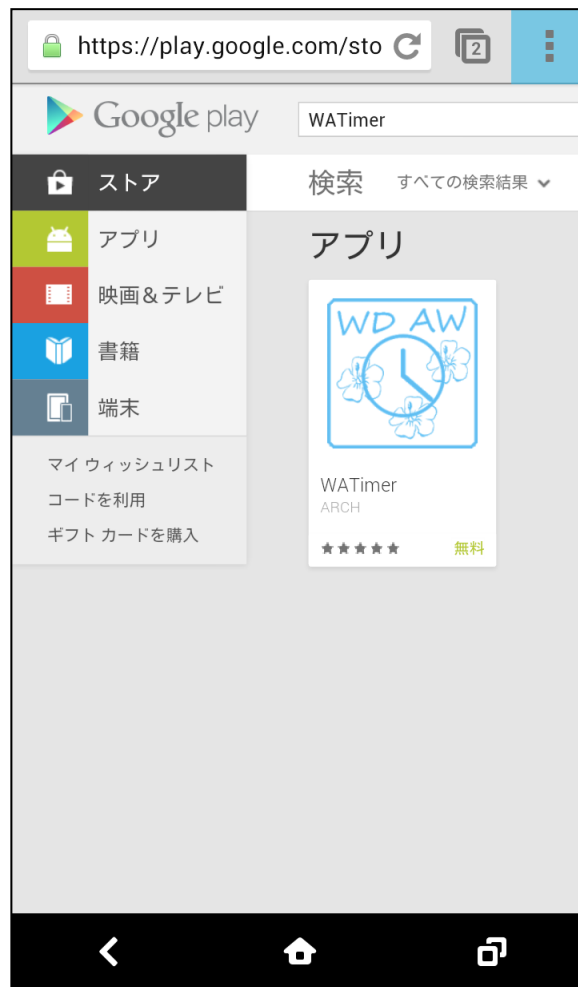 https://play.google.com/sto
2
Google play
WATimer
ストア
検索 すべての検索結果
アプリ
映画＆テレビ
書籍
端末
マイ ウィッシュリスト
コードを利用
ギフト カードを購入
アプリ
WD AW
WATimer
ARCH
無料